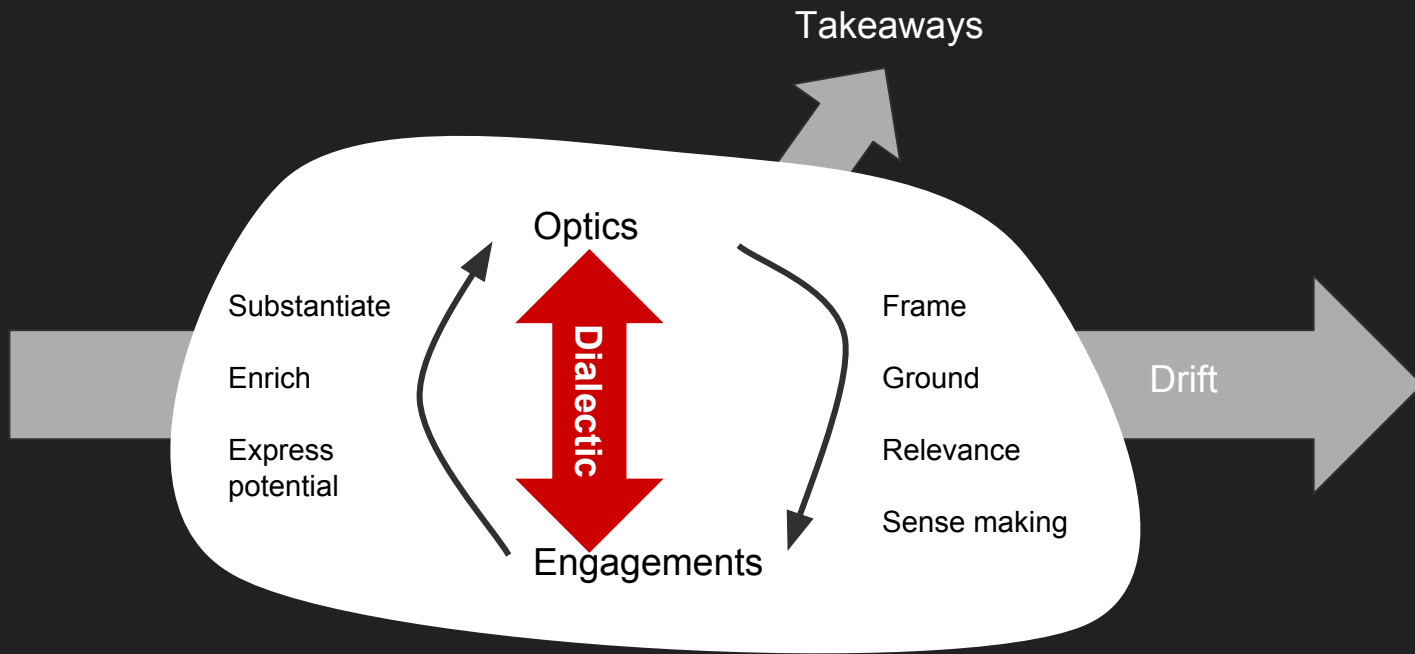 Takeaways
Optics
Substantiate
Enrich
Express
potential
Dialectic
Frame
Ground
Relevance
Sense making
Drift
Engagements